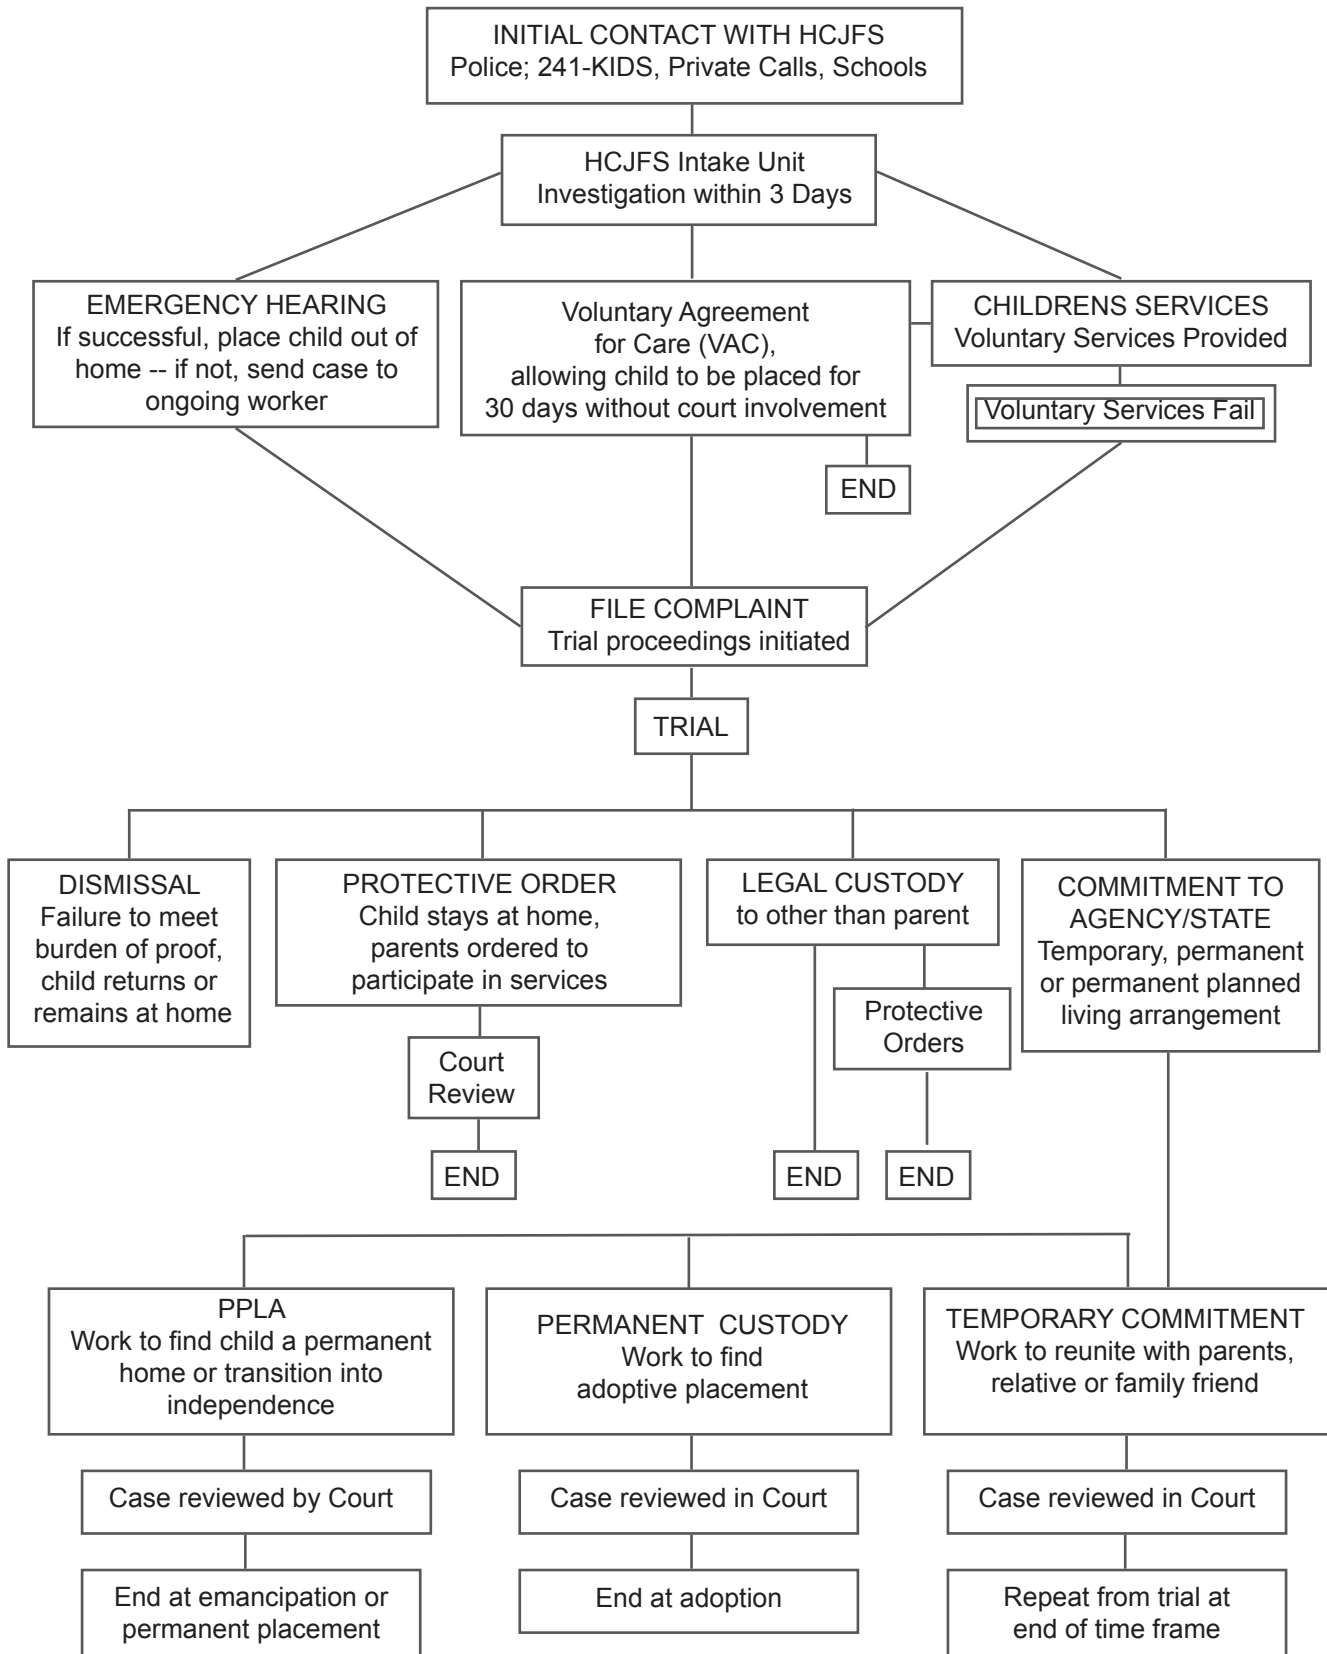 INITIAL CONTACT WITH HCJFS
Police; 241-KIDS, Private Calls, Schools
HCJFS Intake Unit
Investigation within 3 Days
EMERGENCY HEARING
If successful, place child out of
home -- if not, send case to
ongoing worker
Voluntary Agreement
for Care (VAC),
allowing child to be placed for
30 days without court involvement
END
CHILDRENS SERVICES
Voluntary Services Provided
Voluntary Services Fail
FILE COMPLAINT
Trial proceedings initiated
TRIAL
DISMISSAL
Failure to meet
burden of proof,
child returns or
remains at home
PROTECTIVE ORDER
Child stays at home,
parents ordered to
participate in services
Court
Review
END
LEGAL CUSTODY
to other than parent
Protective
Orders
END
END
COMMITMENT TO
AGENCY/STATE
Temporary, permanent
or permanent planned
living arrangement
PPLA
Work to find child a permanent
home or transition into
independence
Case reviewed by Court
End at emancipation or
permanent placement
PERMANENT CUSTODY
Work to find
adoptive placement
Case reviewed in Court
End at adoption
TEMPORARY COMMITMENT
Work to reunite with parents,
relative or family friend
Case reviewed in Court
Repeat from trial at
end of time frame